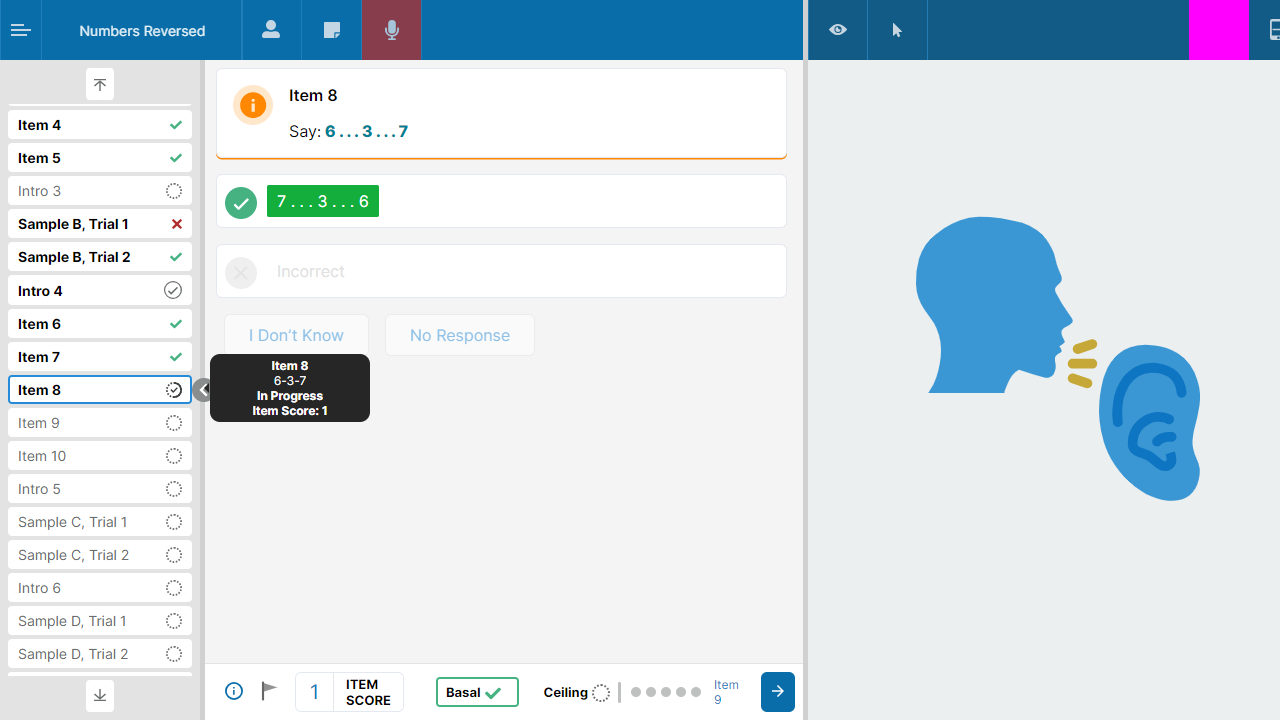 Numbers Reversed
Item 4
Item 5
Intro 3
Sample B, Trial 1
Sample B, Trial 2
Intro 4
Item 6
Item 7
Item 8
Item 9
Item 10
Intro 5
Sample C, Trial 1
Sample C, Trial 2
Intro 6
Sample D, Trial 1
Sample D, Trial 2
Item 8
Say: 6 . . . 3 . . . 7
7 . . . 3 . . . 6
Incorrect
I Don't Know
No Response
Item 8
6-3-7
In Progress
Item Score: 1
1
ITEM
SCORE
Basal
Ceiling
Item
9